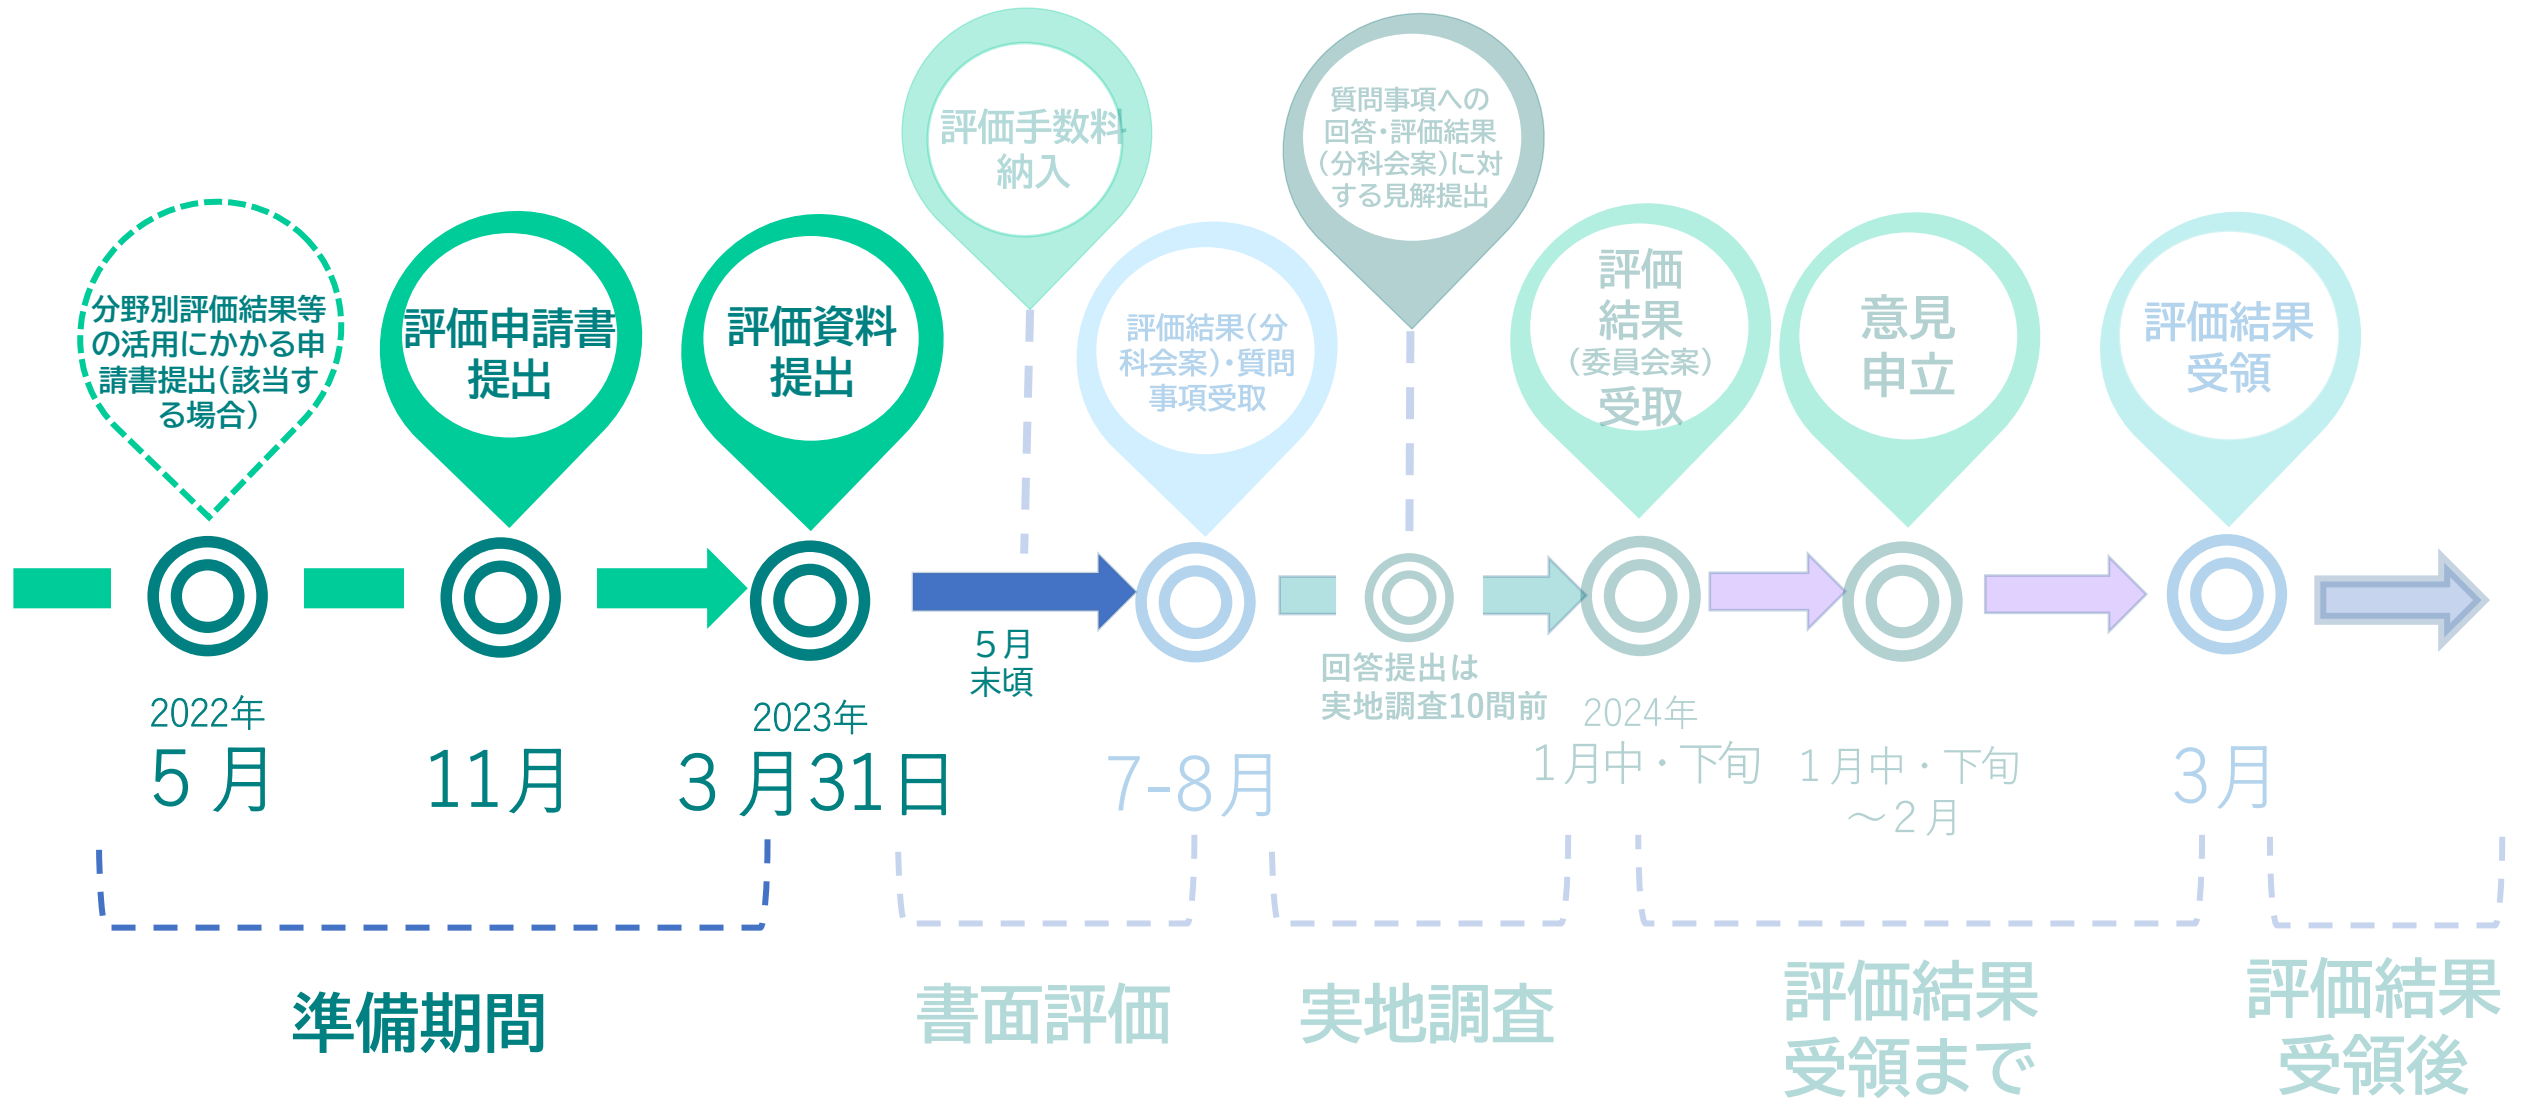 分野別評価結果等
の活用にかかる申
請書提出（該当す
る場合）
2022年
５月
評価申請書
提出
11月
評価資料
提出
2023年
３月31日
準備期間
評価手数料
納入
５月
末頃
評価結果（分
科会案）・質問
事項受取
7-8月
書面評価
質問事項への
回答・評価結果
（分科会案）に対
する見解提出
回答提出は
実地調査10間前
実地調査
評価
結果
（委員会案）
受取
2024年
１月中・下旬
意見
申立
１月中・下旬
～２月
評価結果
受領
3月
評価結果
受領まで
評価結果
受領後